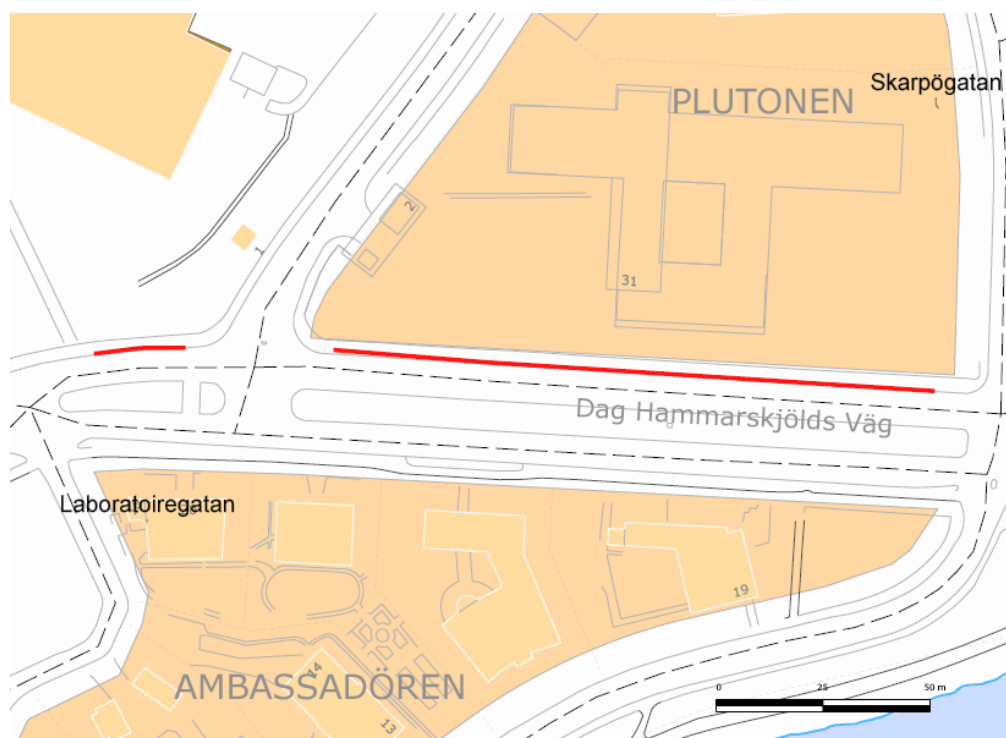 Skarpögatan
PLUTONEN
2
1
31
Dag Hammarskjölds Väg
Laboratoiregatan
19
14
AMBASSADÖREN
13
0 25 50 m